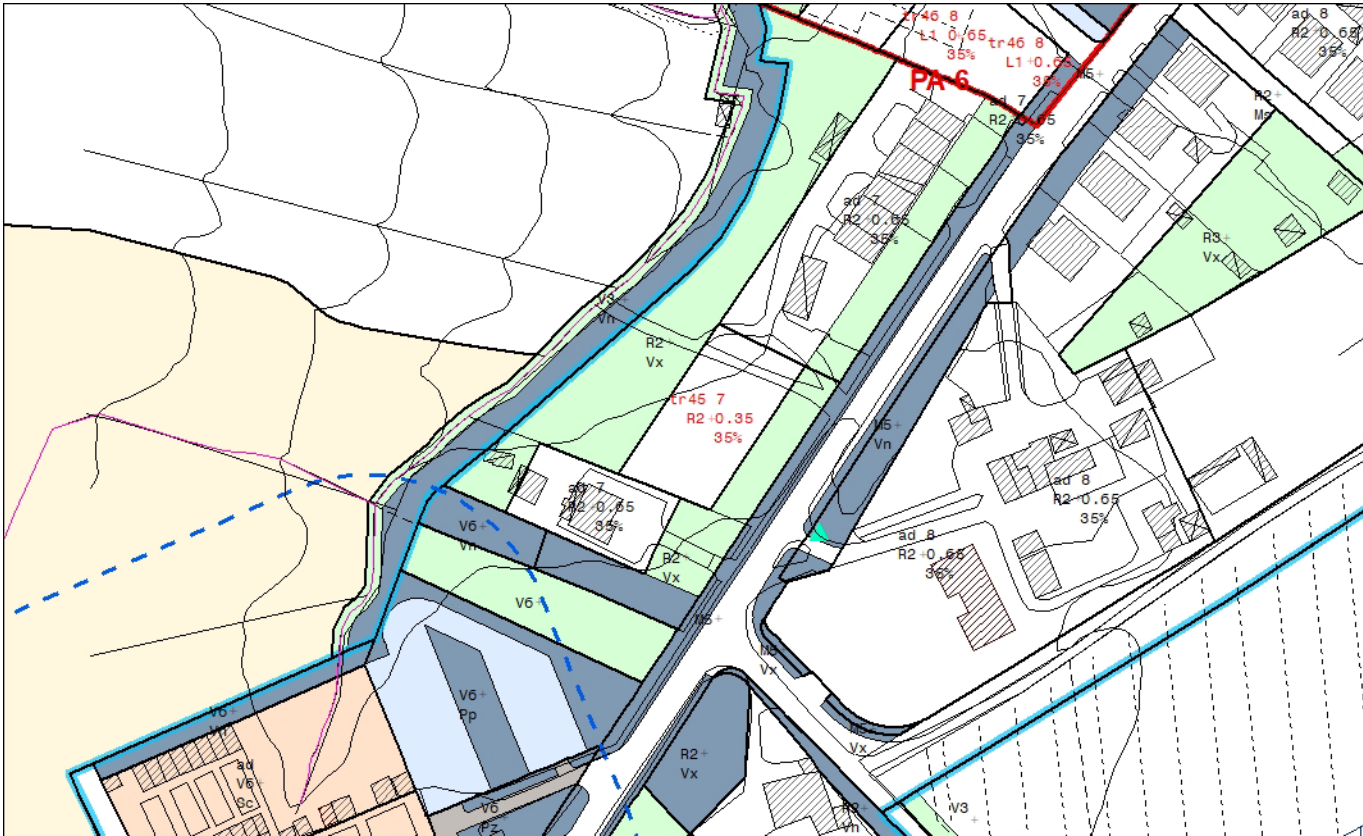 tr46 8
L1 0.65
35%
tr46 8
L1+0.65
35%
PA-6
ad 8
R2+0.65
35%
M5+
ad 7
R2+0.65
35%
R2+
ad 7
R2+0.65
35%
R3+
Vx
V3+
Vn
R2+
Vx
tr45 7
R2+0.35
35%
M5+
Vn
ad 7
R2+0.65
35%
ad 8
R2+0.65
35%
V6+
Vn
ad 8
R2+0.65
35%
R2+
Vx
V6+
M5+
Vx
V6+
Pp
V6+
M5+
Vx
R2+
Vx
ad
V6+
Sc
V6
Pz+
R2+
Vn
V3